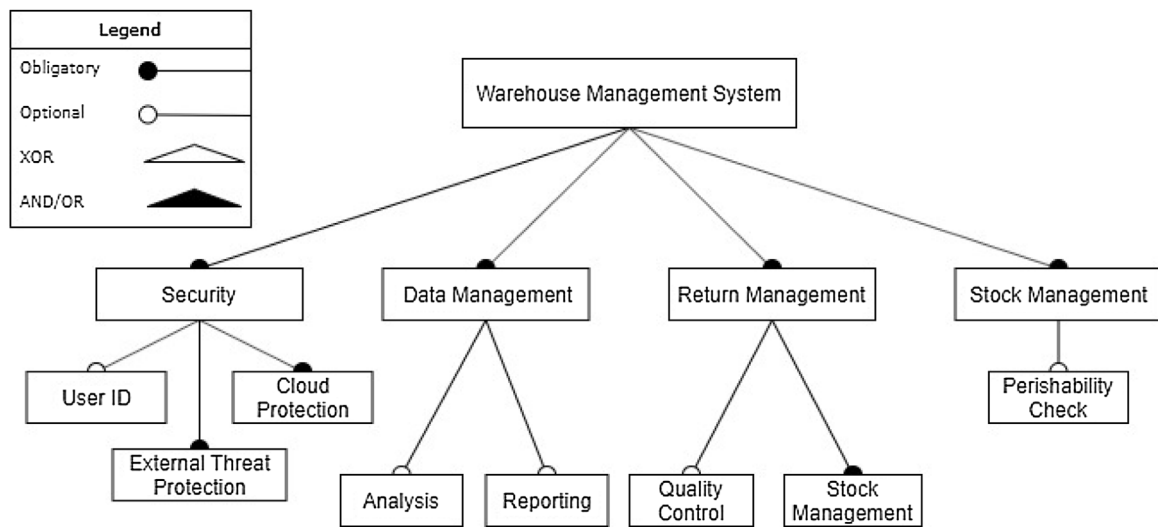 Legend
Obligatory
Optional
XOR
AND/OR
Warehouse Management System
Security
Data Management
Return Management
Stock Management
User ID
Cloud
Protection
External Threat
Protection
Perishability
Check
Analysis
Reporting
Quality
Control
Stock
Management